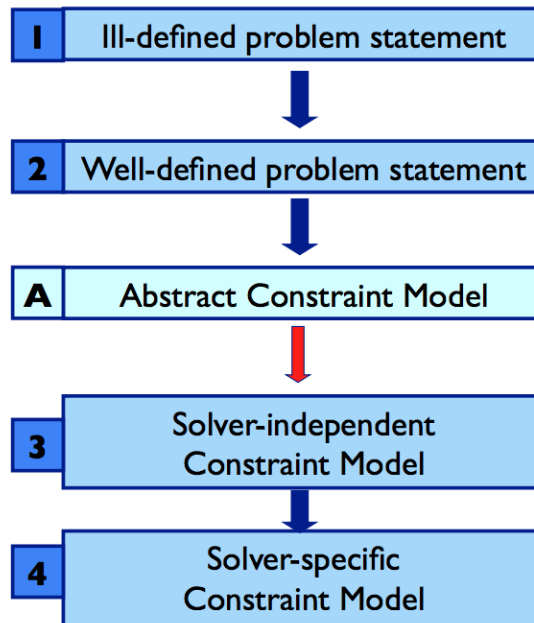 1 Ill-defined problem statement
2 Well-defined problem statement
A Abstract Constraint Model
3 Solver-independent
Constraint Model
4 Solver-specific
Constraint Model